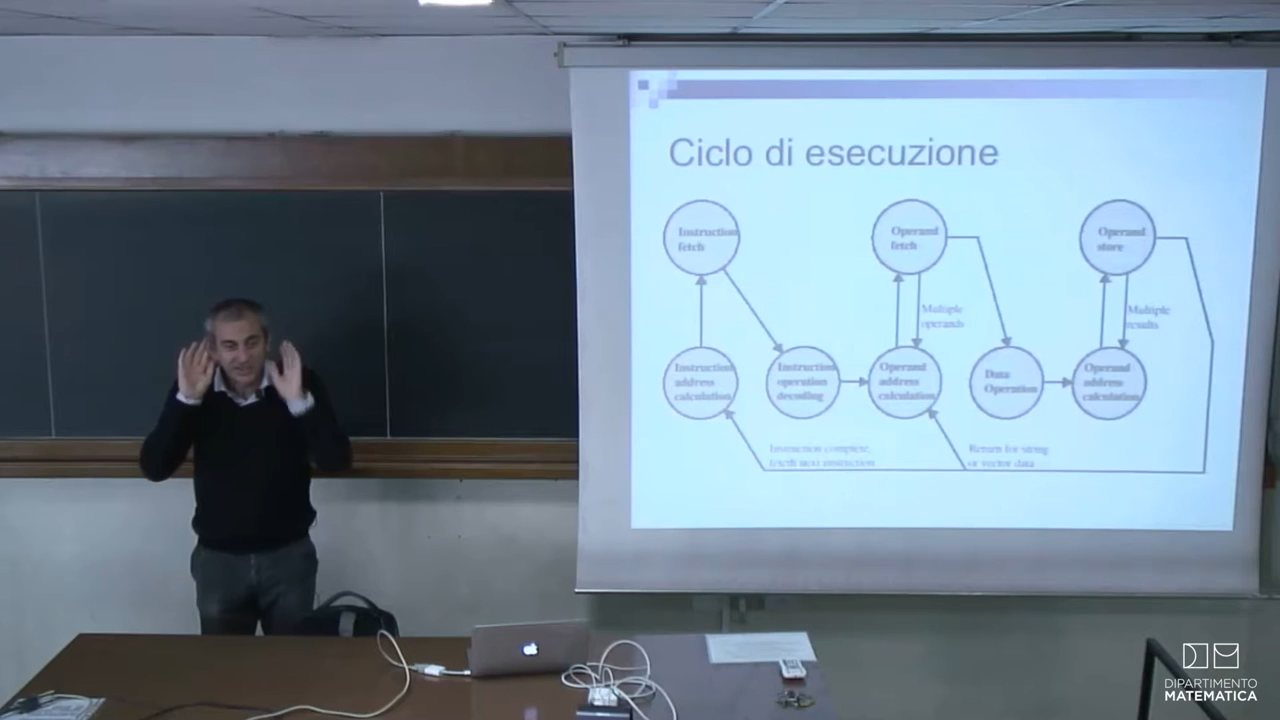 Ciclo di esecuzione
Instruction
fetch
Operand
fetch
Operand
store
Multiple
operands
Multiple
results
Instruction
address
calculation
Instruction
operation
decoding
Operand
address
calculation
Data
Operation
Operand
address
calculation
Instruction complete,
fetch next instruction
Return for string
or vector data
DIPARTIMENTO
MATEMATICA